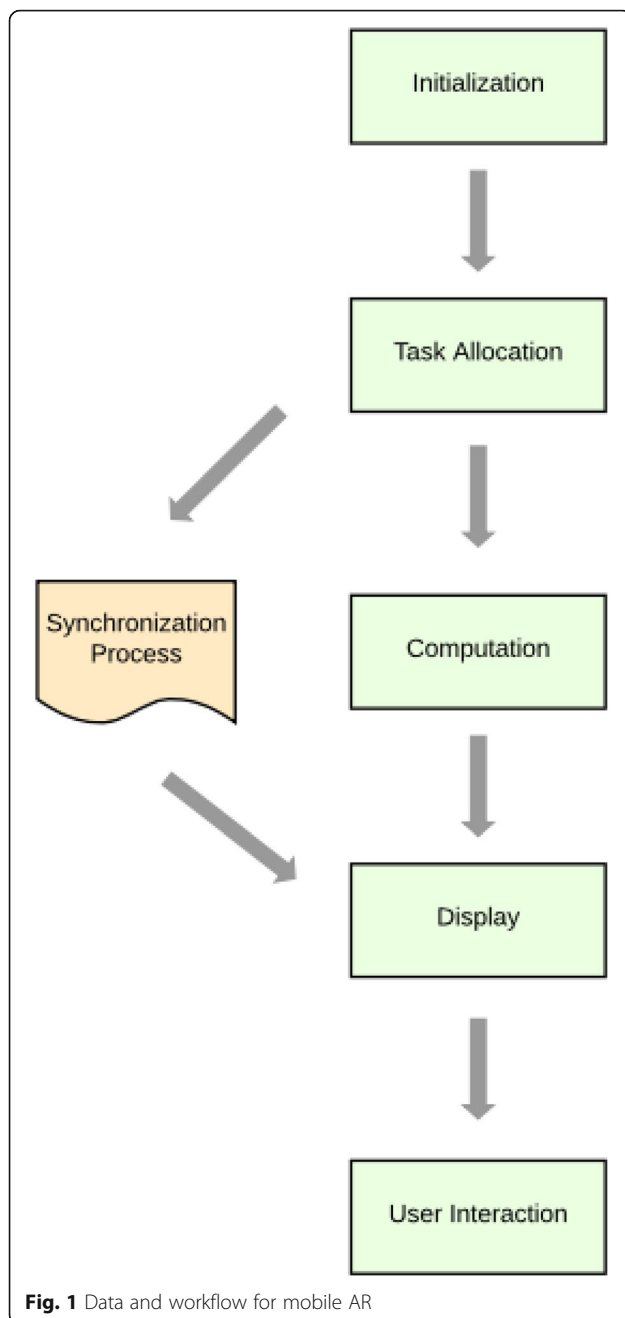 Initialization
Task Allocation
Synchronization
Process
Computation
Display
User Interaction
Fig. 1 Data and workflow for mobile AR